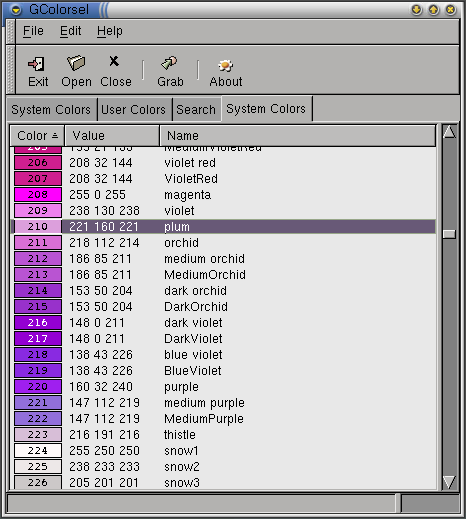 GColorsel
File Edit Help
Exit Open Close Grab About
System Colors User Colors Search System Colors
Color Value Name
205 199 21 133 MediumVioletRed
206 208 32 144 violet red
207 208 32 144 VioletRed
208 255 0 255 magenta
209 238 130 238 violet
210 221 160 221 plum
211 218 112 214 orchid
212 186 85 211 medium orchid
213 186 85 211 MediumOrchid
214 153 50 204 dark orchid
215 153 50 204 DarkOrchid
216 148 0 211 dark violet
217 148 0 211 DarkViolet
218 138 43 226 blue violet
219 138 43 226 BlueViolet
220 160 32 240 purple
221 147 112 219 medium purple
222 147 112 219 MediumPurple
223 216 191 216 thistle
224 255 250 250 snow1
225 238 233 233 snow2
226 205 201 201 snow3